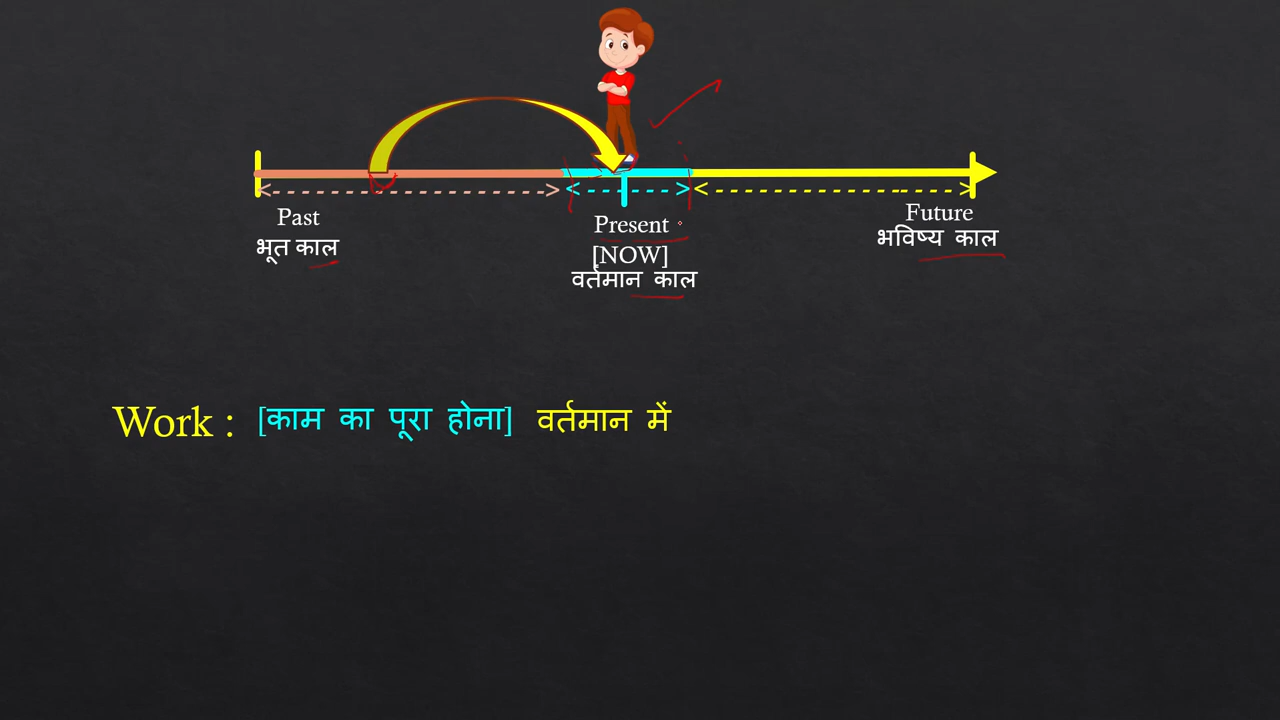 Past
भूत काल
Present
[NOW]
वर्तमान काल
Future
भविष्य काल
Work : [काम का पूरा होना] वर्तमान में